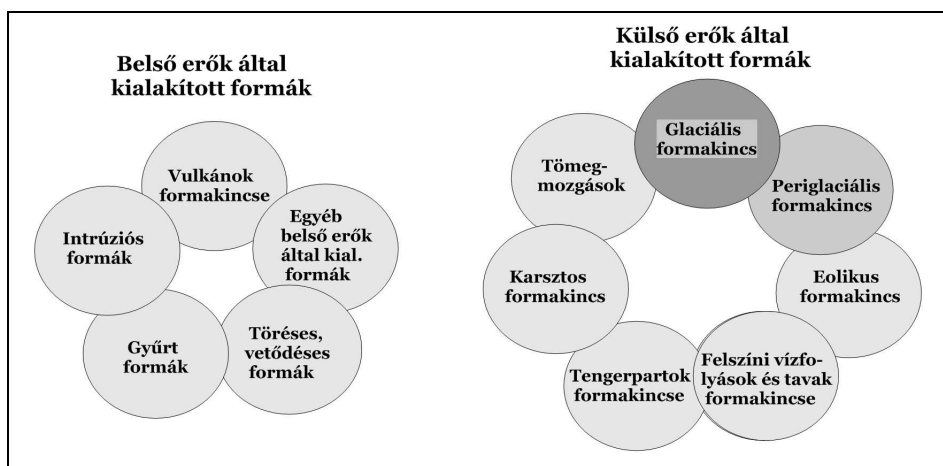 Belső erők által
kialakított formák
Vulkánok
formakincse
Egyéb
belső erők
által kial.
formák
Töréses,
vetődéses
formák
Gyűrt
formák
Intrúziós
formák
Külső erők által
kialakított formák
Glaciális
formakincs
Periglaciális
formakincs
Eolikus
formakincs
Felszíni vízfo-
lyások és tavak
formakincse
Tengerpartok
formakincse
Karsztos
formakincs
Tömeg-
mozgások